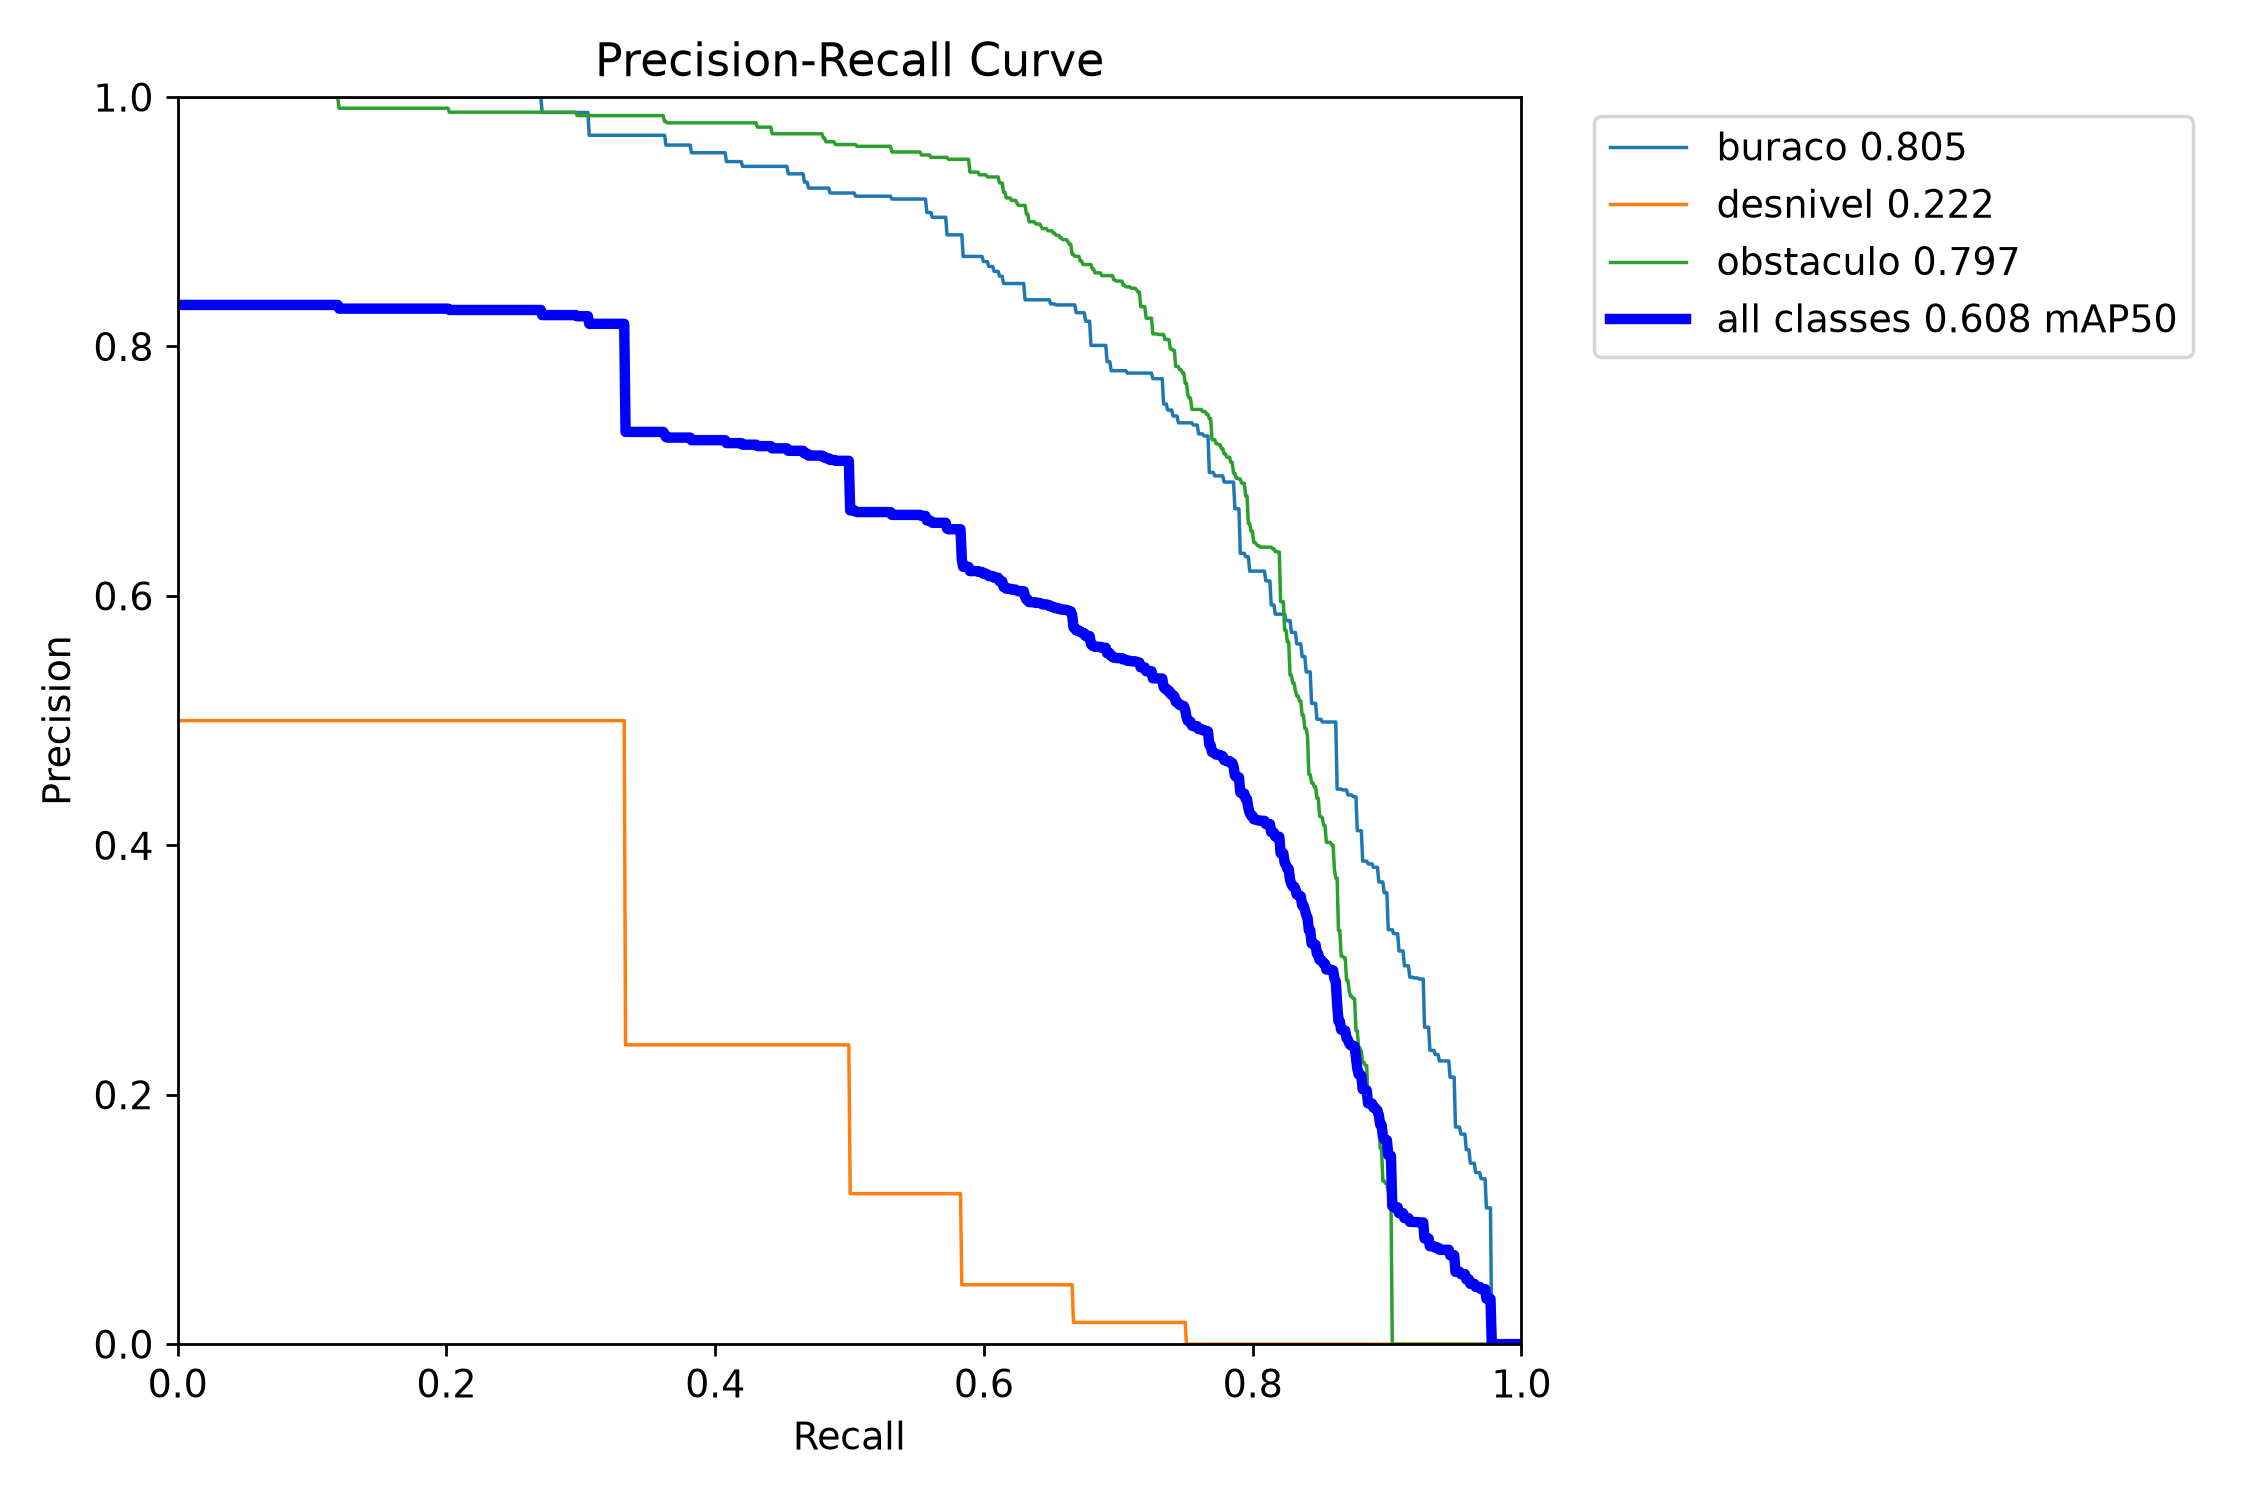 Precision-Recall Curve
1.0
0.8
0.6
0.4
0.2
0.0
Precision
0.0 0.2 0.4 0.6 0.8 1.0
Recall
buraco 0.805
desnivel 0.222
obstaculo 0.797
all classes 0.608 mAP50